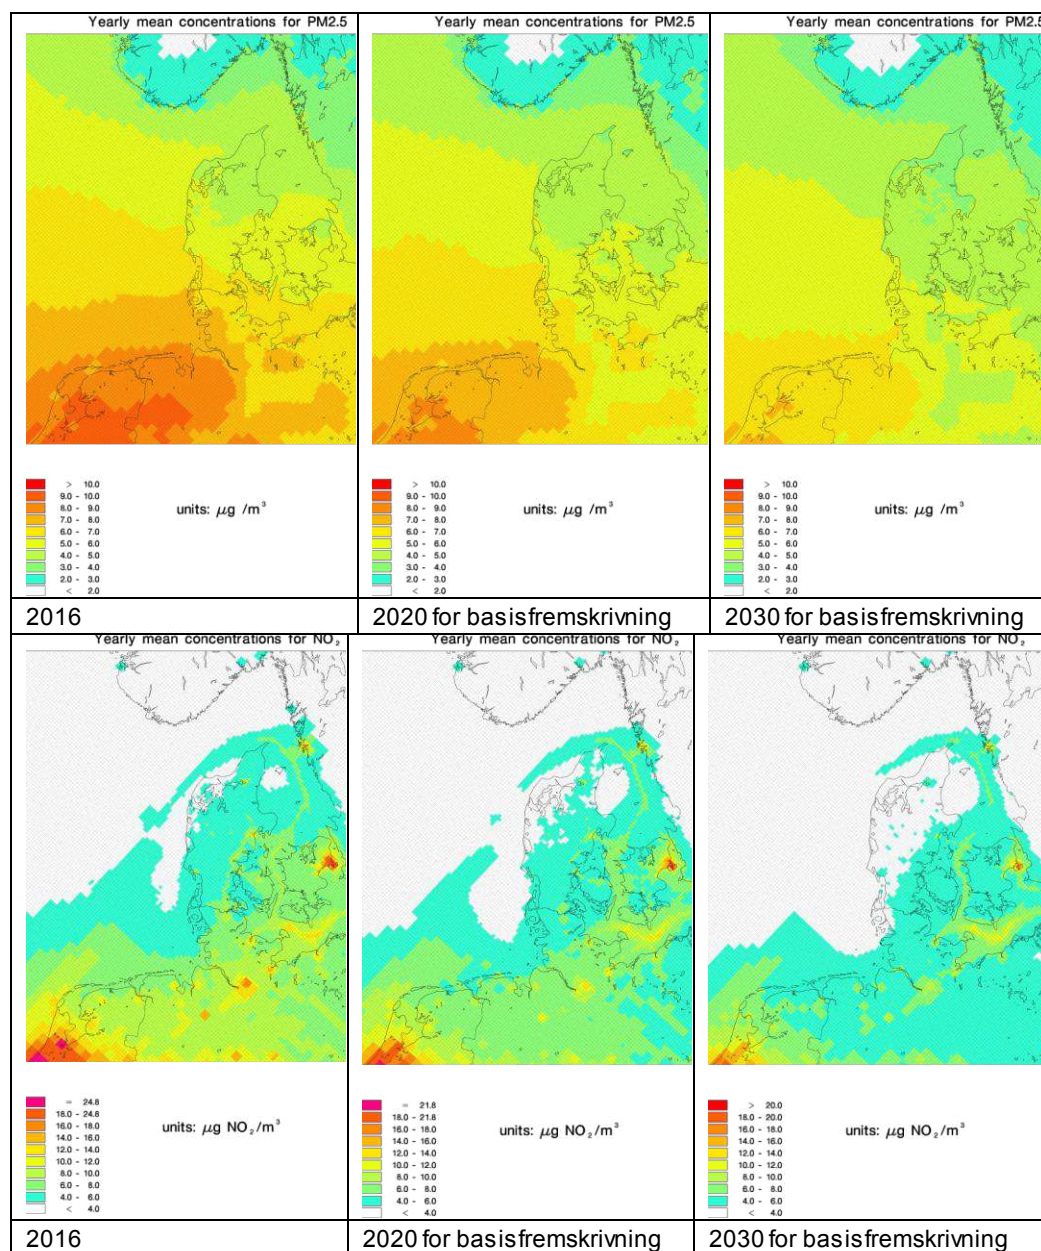 Yearly mean concentrations for PM2.5
Yearly mean concentrations for PM2.5
Yearly mean concentrations for PM2.5
> 10.0
9.0 - 10.0
8.0 - 9.0
7.0 - 8.0
6.0 - 7.0
5.0 - 6.0
4.0 - 5.0
3.0 - 4.0
2.0 - 3.0
< 2.0
units: μg /m³
> 10.0
9.0 - 10.0
8.0 - 9.0
7.0 - 8.0
6.0 - 7.0
5.0 - 6.0
4.0 - 5.0
3.0 - 4.0
2.0 - 3.0
< 2.0
units: μg /m³
> 10.0
9.0 - 10.0
8.0 - 9.0
7.0 - 8.0
6.0 - 7.0
5.0 - 6.0
4.0 - 5.0
3.0 - 4.0
2.0 - 3.0
< 2.0
units: μg /m³
2016
2020 for basisfremskrivning
2030 for basisfremskrivning
Yearly mean concentrations for NO₂
Yearly mean concentrations for NO₂
Yearly mean concentrations for NO₂
= 24.8
18.0 - 24.8
16.0 - 18.0
14.0 - 16.0
12.0 - 14.0
10.0 - 12.0
8.0 - 10.0
6.0 - 8.0
4.0 - 6.0
< 4.0
units: μg NO₂/m³
= 21.8
18.0 - 21.8
16.0 - 18.0
14.0 - 16.0
12.0 - 14.0
10.0 - 12.0
8.0 - 10.0
6.0 - 8.0
4.0 - 6.0
< 4.0
units: μg NO₂/m³
> 20.0
18.0 - 20.0
16.0 - 18.0
14.0 - 16.0
12.0 - 14.0
10.0 - 12.0
8.0 - 10.0
6.0 - 8.0
4.0 - 6.0
< 4.0
units: μg NO₂/m³
2016
2020 for basisfremskrivning
2030 for basisfremskrivning